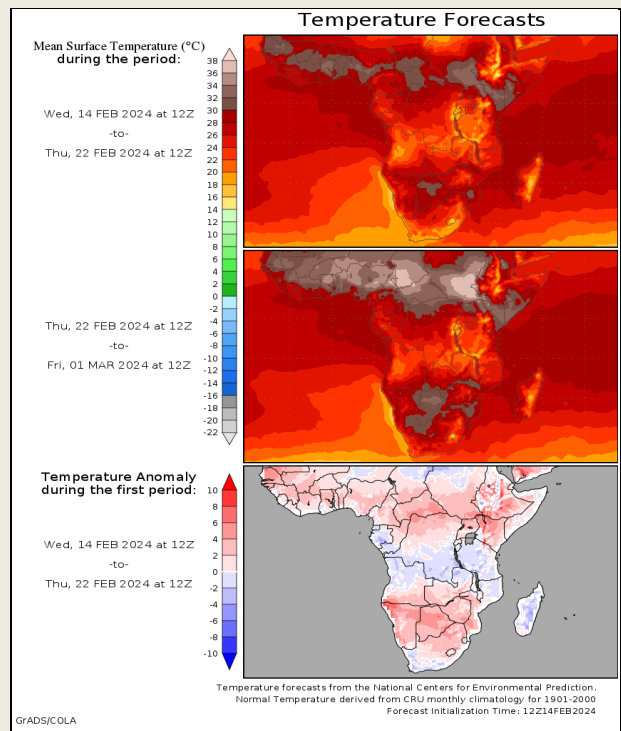 Temperature Forecasts
Mean Surface Temperature (°C)
during the period:
Wed, 14 FEB 2024 at 12Z
-to-
Thu, 22 FEB 2024 at 12Z
38
36
34
32
30
28
26
24
22
20
18
16
14
12
10
8
6
4
2
0
-2
-4
-6
-8
-10
-12
-14
-16
-18
-20
-22
Thu, 22 FEB 2024 at 12Z
-to-
Fri, 01 MAR 2024 at 12Z
Temperature Anomaly
during the first period:
Wed, 14 FEB 2024 at 12Z
-to-
Thu, 22 FEB 2024 at 12Z
10
8
6
4
2
0
-2
-4
-6
-8
-10
Temperature forecasts from the National Centers for Environmental Prediction.
Normal Temperature derived from CRU monthly climatology for 1901-2000
Forecast Initialization Time: 12Z14FEB2024
GrADS/COLA